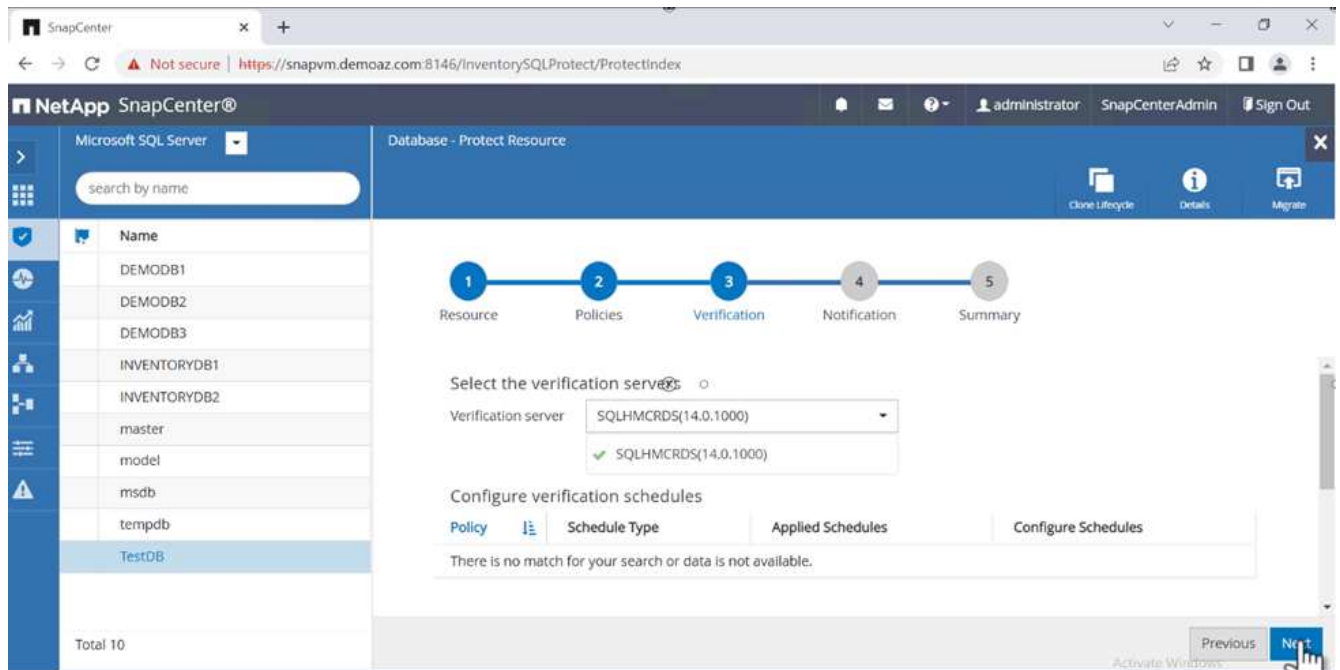 SnapCenter
Not secure https://snapvm.demoaz.com:8146/InventorySQLProtect/ProtectIndex
NetApp SnapCenter® administrator SnapCenterAdmin Sign Out
Microsoft SQL Server
Database - Protect Resource
search by name
Clone Lifecycle Details Migrate
Name
DEMODB1
DEMODB2
DEMODB3
INVENTORYDB1
INVENTORYDB2
master
model
msdb
tempdb
TestDB
Total 10
1 2 3 4 5
Resource Policies Verification Notification Summary
Select the verification servers
Verification server SQLHMCRDS(14.0.1000)
SQLHMCRDS(14.0.1000)
Configure verification schedules
Policy Schedule Type Applied Schedules Configure Schedules
There is no match for your search or data is not available.
Previous Next
Activate Windows